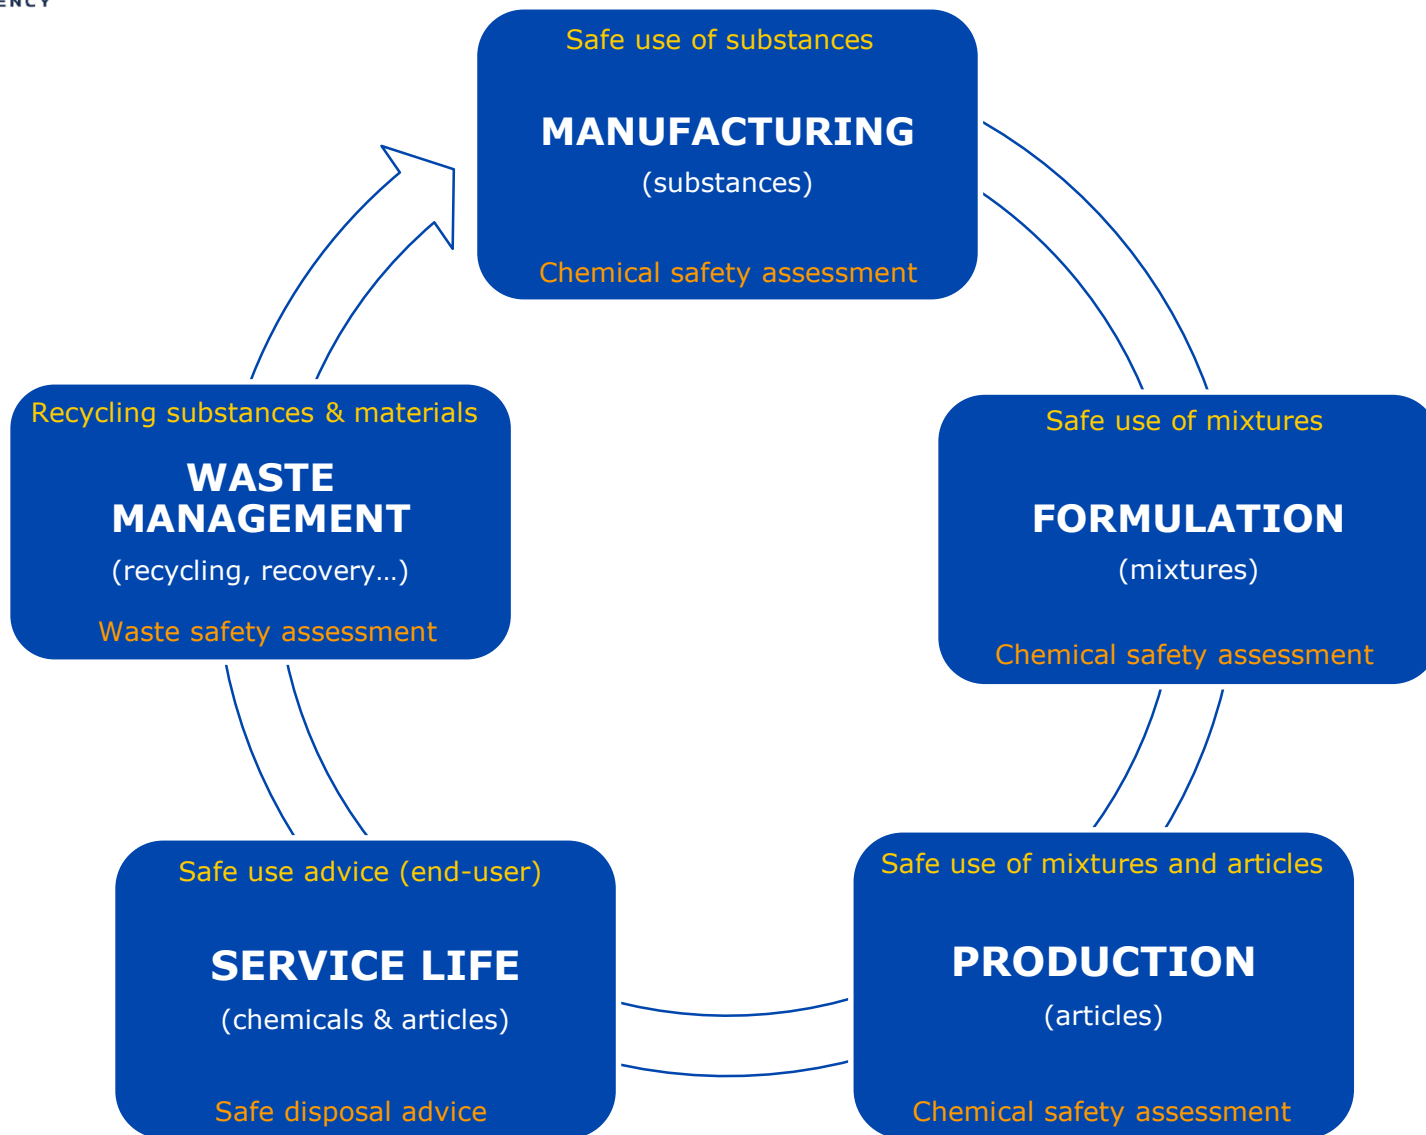 Safe use of substances
MANUFACTURING
(substances)
Chemical safety assessment
Safe use of mixtures
FORMULATION
(mixtures)
Chemical safety assessment
Safe use of mixtures and articles
PRODUCTION
(articles)
Chemical safety assessment
Safe use advice (end-user)
SERVICE LIFE
(chemicals & articles)
Safe disposal advice
Recycling substances & materials
WASTE
MANAGEMENT
(recycling, recovery...)
Waste safety assessment